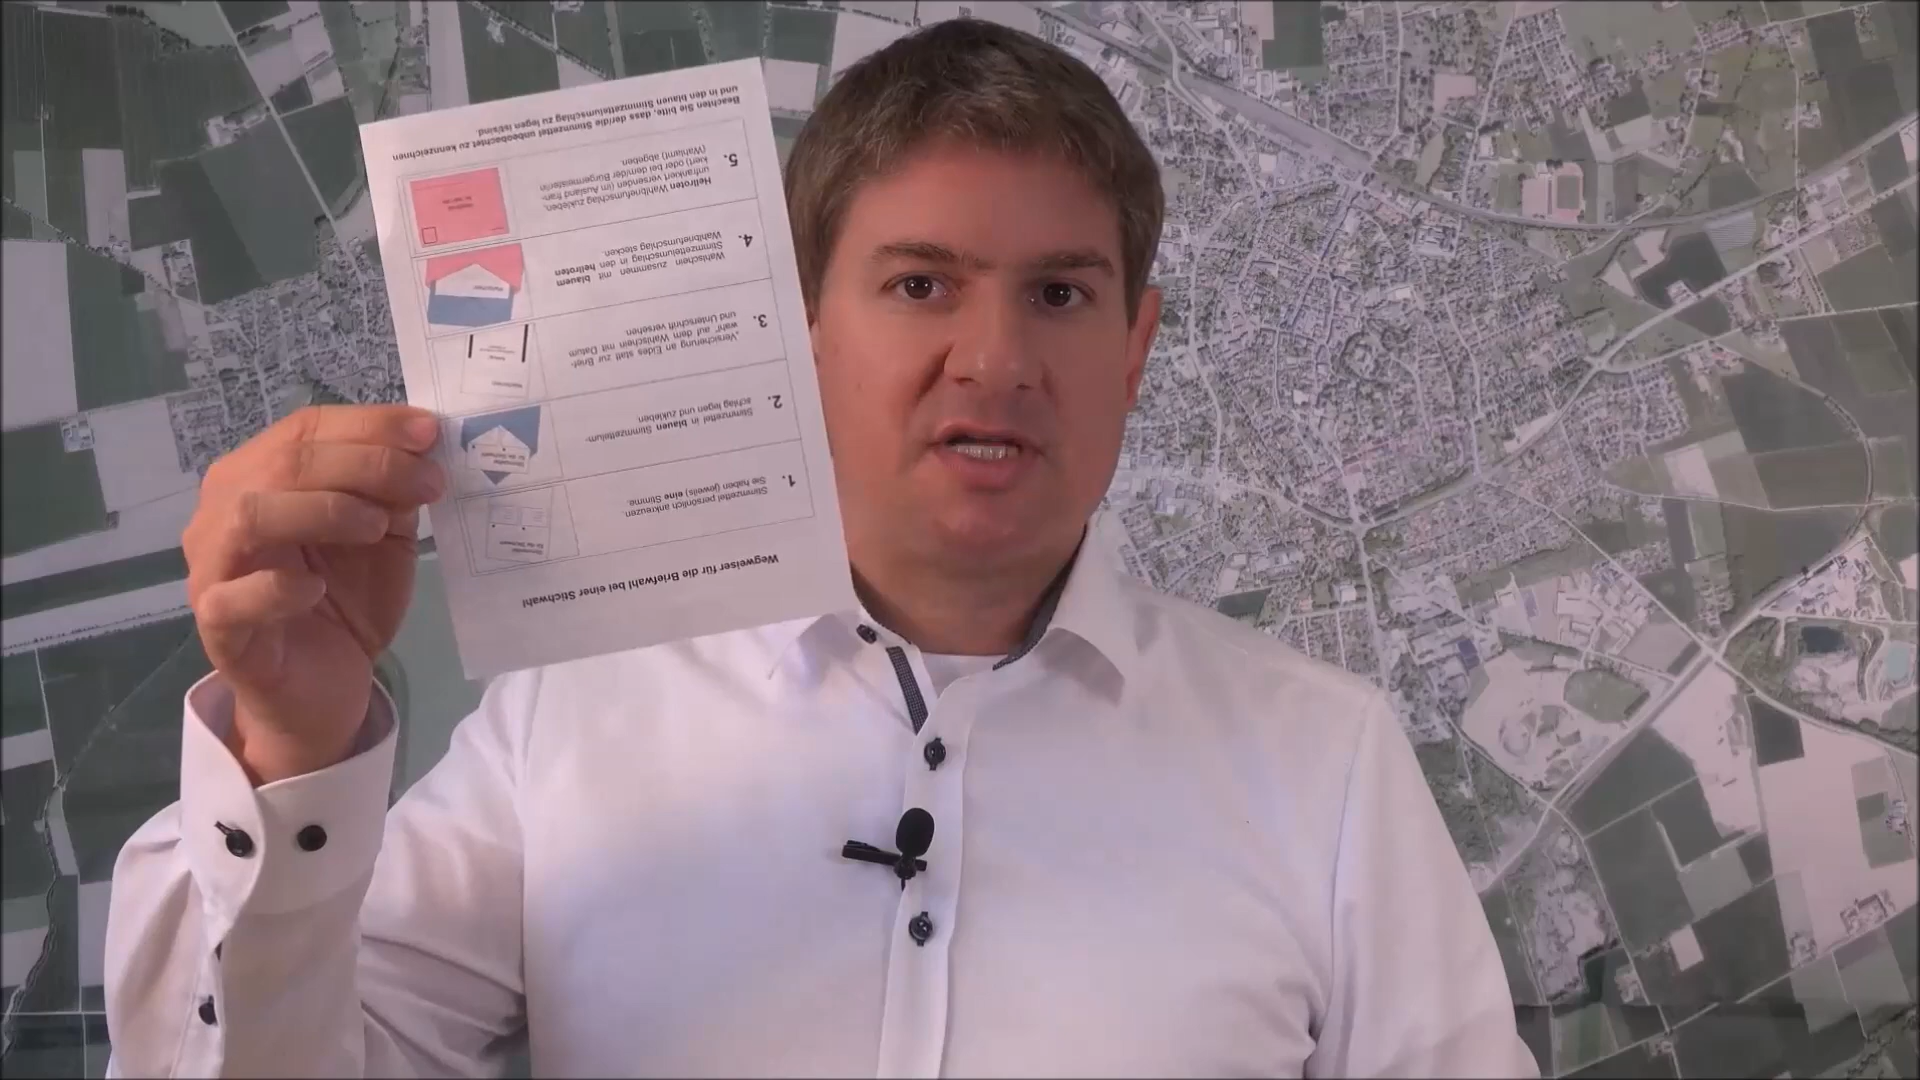 Wegweiser für die Briefwahl bei einer Stichwahl
1.
Stimmzettel persönlich ankreuzen.
Sie haben (jeweils) eine Stimme.
2.
Stimmzettel in blauen Stimmzettelum-
schlag legen und zukleben.
3.
„Versicherung an Eides statt zur Brief-
wahl“ auf dem Wahlschein mit Datum
und Unterschrift versehen.
4.
Wahlschein zusammen mit blauem
Stimmzettelumschlag in den hellroten
Wahlbriefumschlag stecken.
5.
Hellroten Wahlbriefumschlag zukleben,
unfrankiert versenden (im Ausland fran-
kiert) oder bei dem/der Bürgermeister/in
(Wahlamt) abgeben.
Beachten Sie bitte, dass der/die Stimmzettel unbeobachtet zu kennzeichnen
und in den blauen Stimmzettelumschlag zu legen ist/sind.